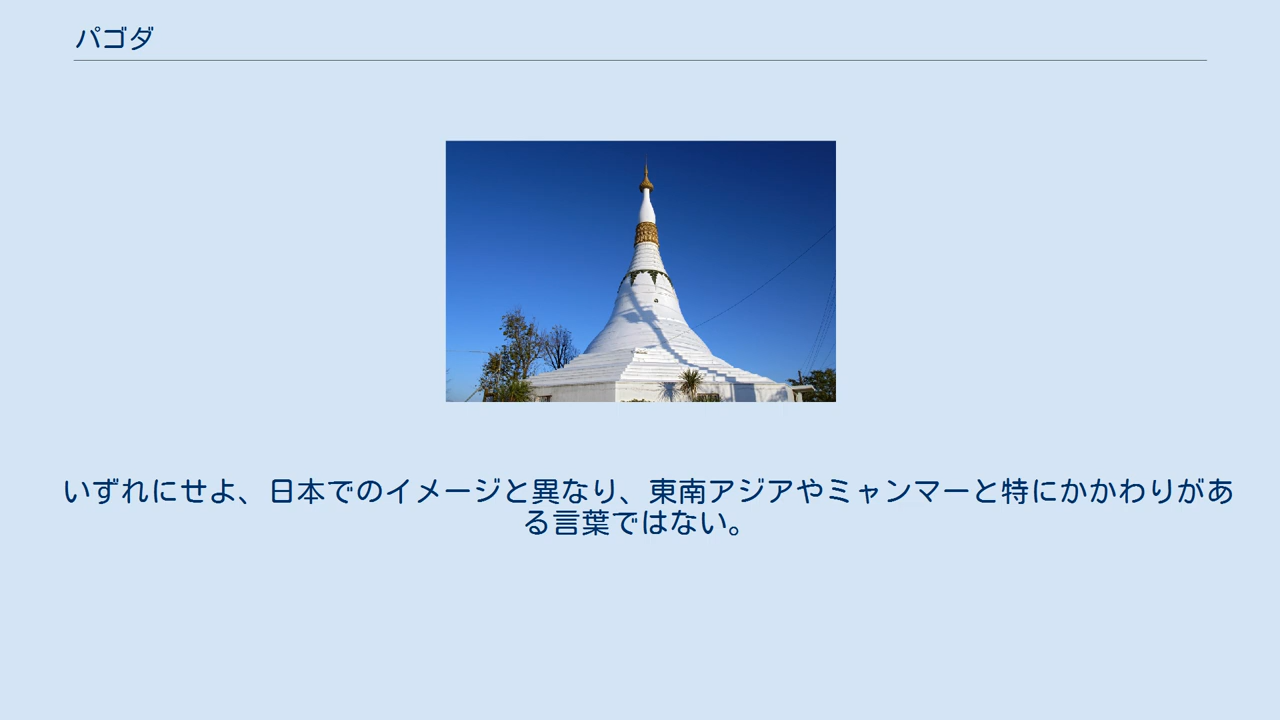 パゴダ
いずれにせよ、日本でのイメージと異なり、東南アジアやミャンマーと特にかかわりがあ
る言葉ではない。